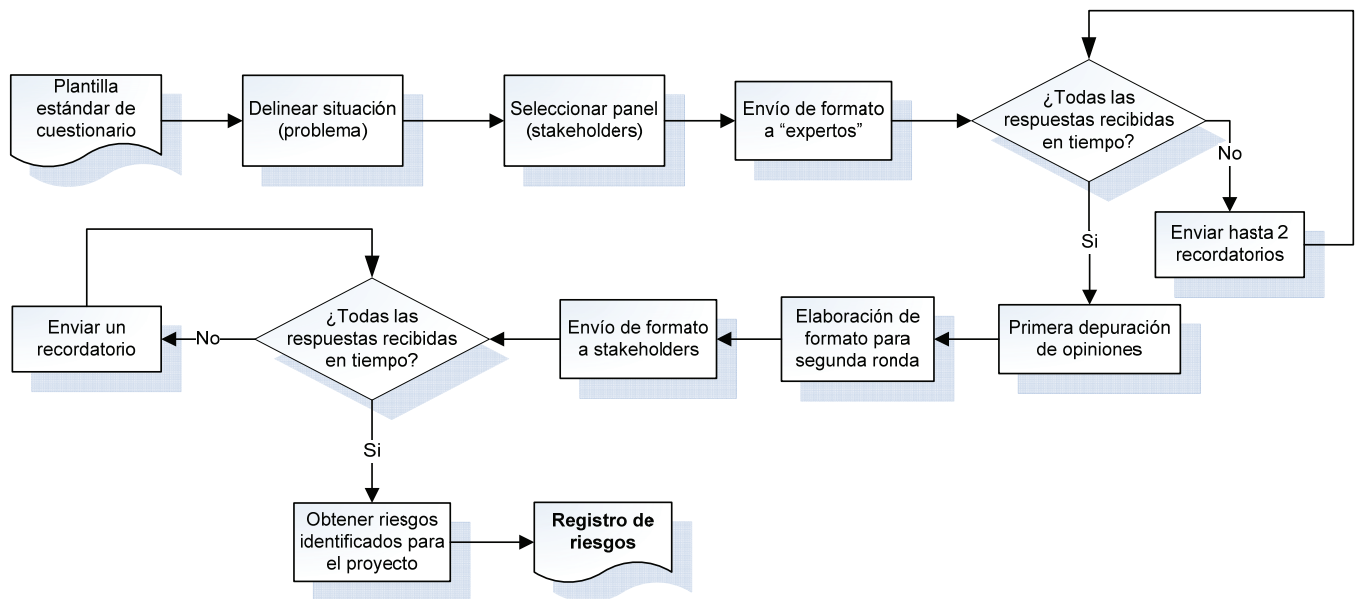 Plantilla
estándar de
cuestionario
Delinear situación
(problema)
Seleccionar panel
(stakeholders)
Envío de formato
a “expertos”
¿Todas las
respuestas recibidas
en tiempo?
No
Enviar hasta 2
recordatorios
Si
Primera depuración
de opiniones
Elaboración de
formato para
segunda ronda
Envío de formato
a stakeholders
¿Todas las
respuestas recibidas
en tiempo?
No
Enviar un
recordatorio
Si
Obtener riesgos
identificados para
el proyecto
Registro de
riesgos